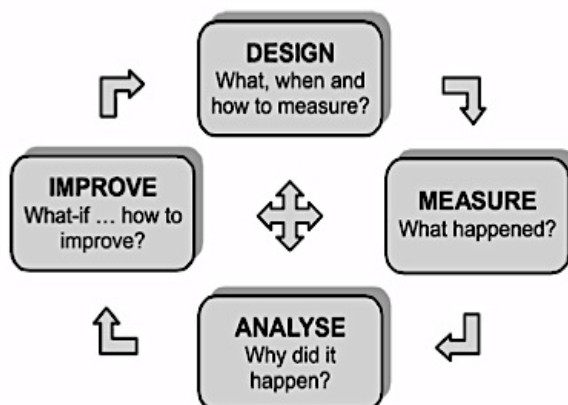 DESIGN
What, when and
how to measure?
IMPROVE
What-if ... how to
improve?
MEASURE
What happened?
ANALYSE
Why did it
happen?